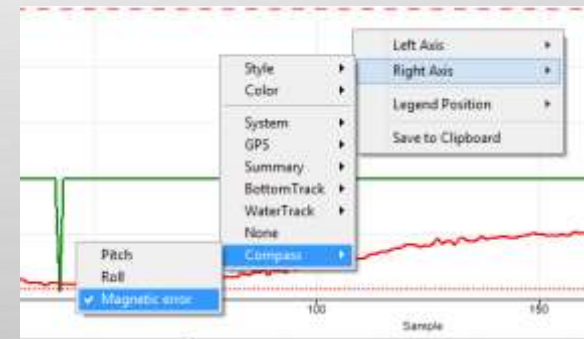 Left Axis
Right Axis
Legend Position
Save to Clipboard
Style
Color
System
GPS
Summary
BottomTrack
WaterTrack
None
Compass
Pitch
Roll
Magnetic error
100
150
Sample